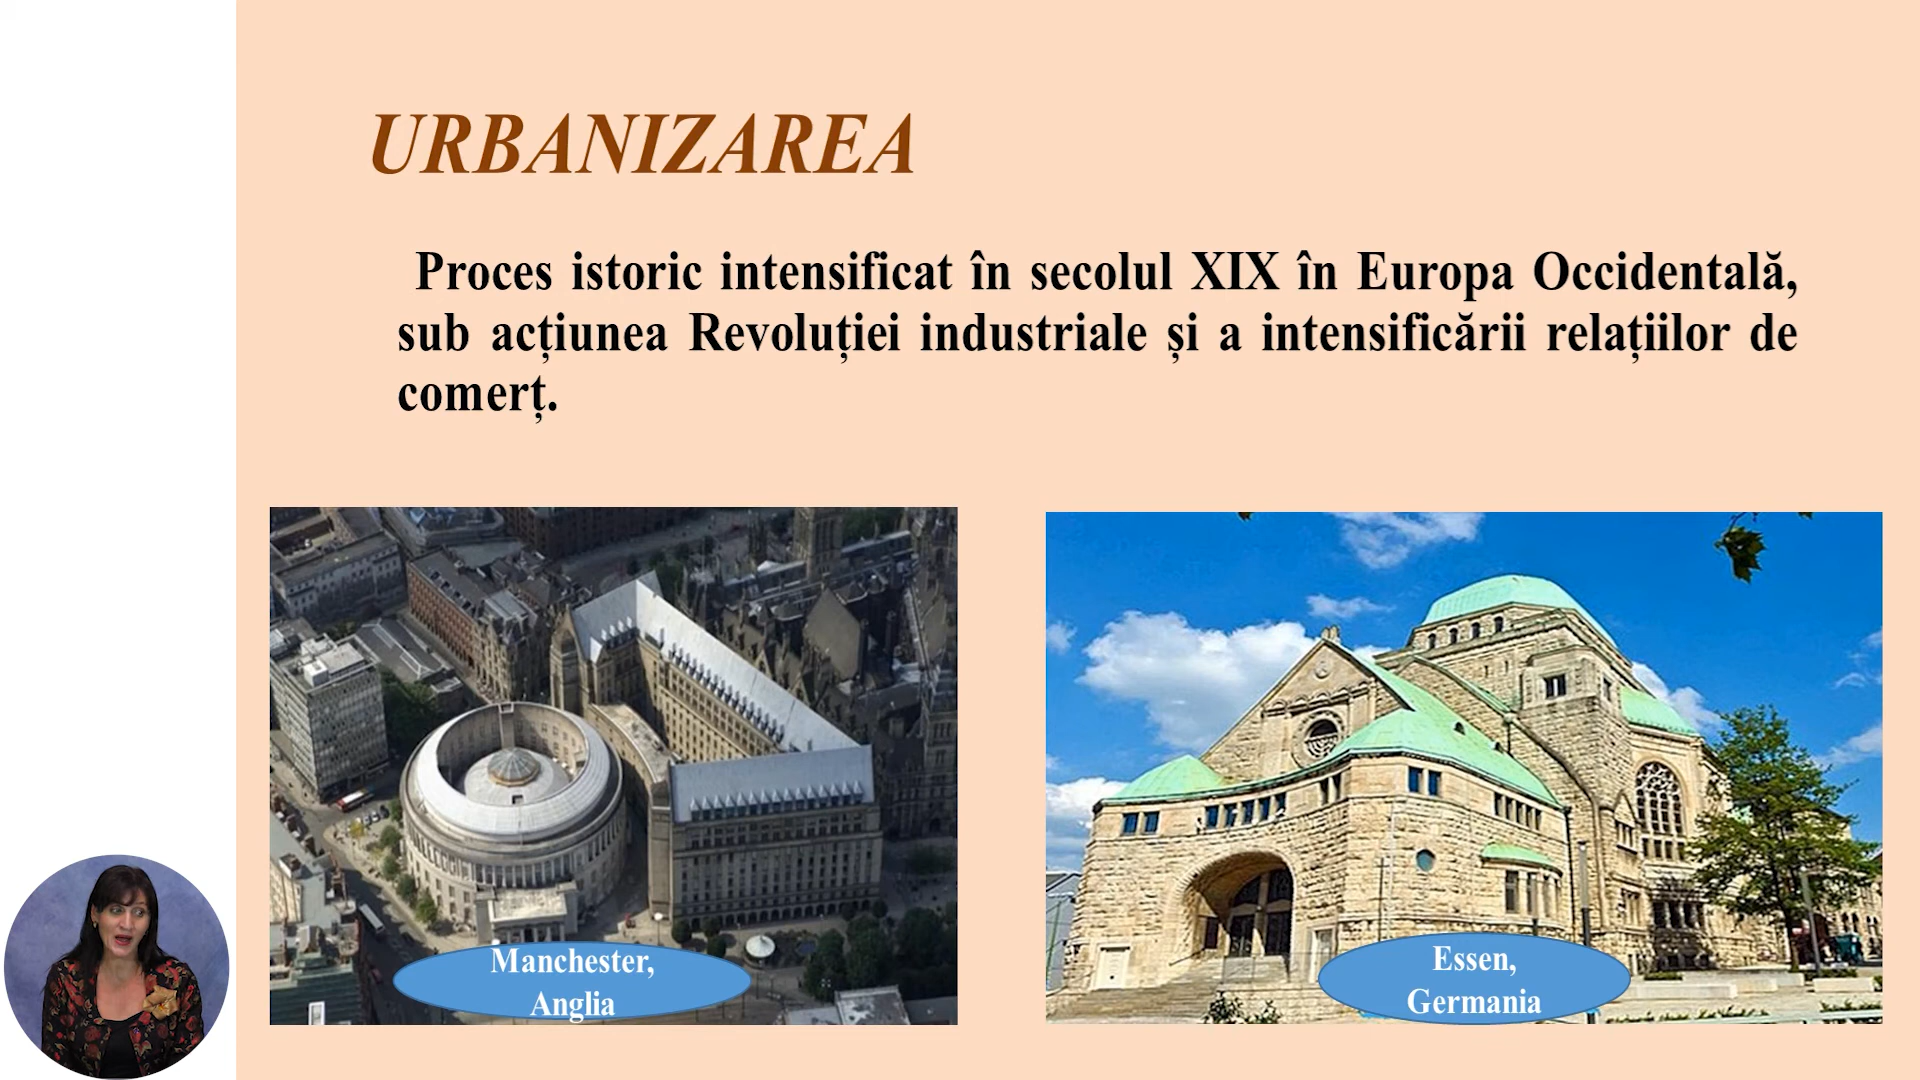 URBANIZAREA
Proces istoric intensificat în secolul XIX în Europa Occidentală,
sub acțiunea Revoluției industriale și a intensificării relațiilor de
comerț.
Manchester,
Anglia
Essen,
Germania